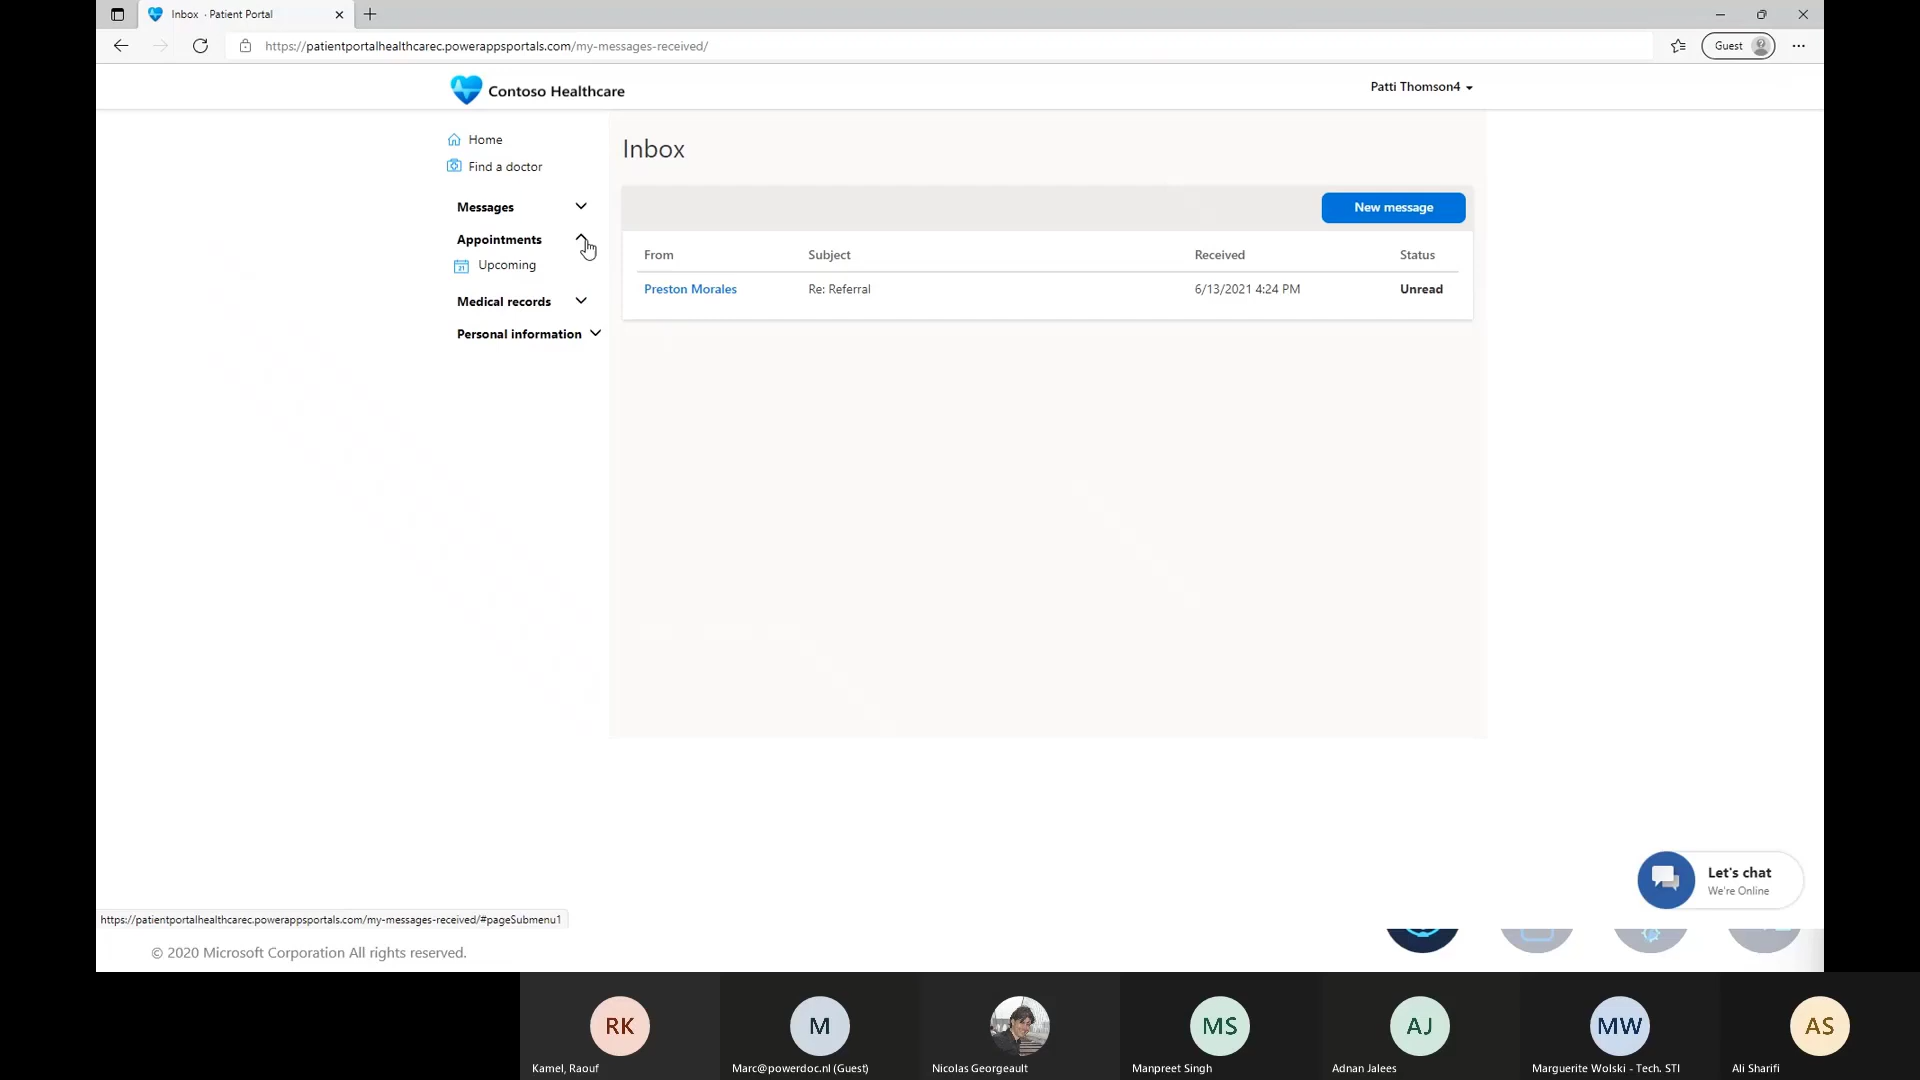 Inbox · Patient Portal
https://patientportalhealthcarec.powerappsportals.com/my-messages-received/
Guest
Contoso Healthcare
Patti Thomson4
Home
Find a doctor
Messages
Appointments
21
Upcoming
Medical records
Personal information
Inbox
New message
From Subject Received Status
Preston Morales Re: Referral 6/13/2021 4:24 PM Unread
Let's chat
We're Online
https://patientportalhealthcarec.powerappsportals.com/my-messages-received/#pageSubmenu1
© 2020 Microsoft Corporation All rights reserved.
RK M MS AJ MW AS
Kamel, Raouf Marc@powerdoc.nl (Guest) Nicolas Georgeault Manpreet Singh Adnan Jalees Marguerite Wolski - Tech. STI Ali Sharifi